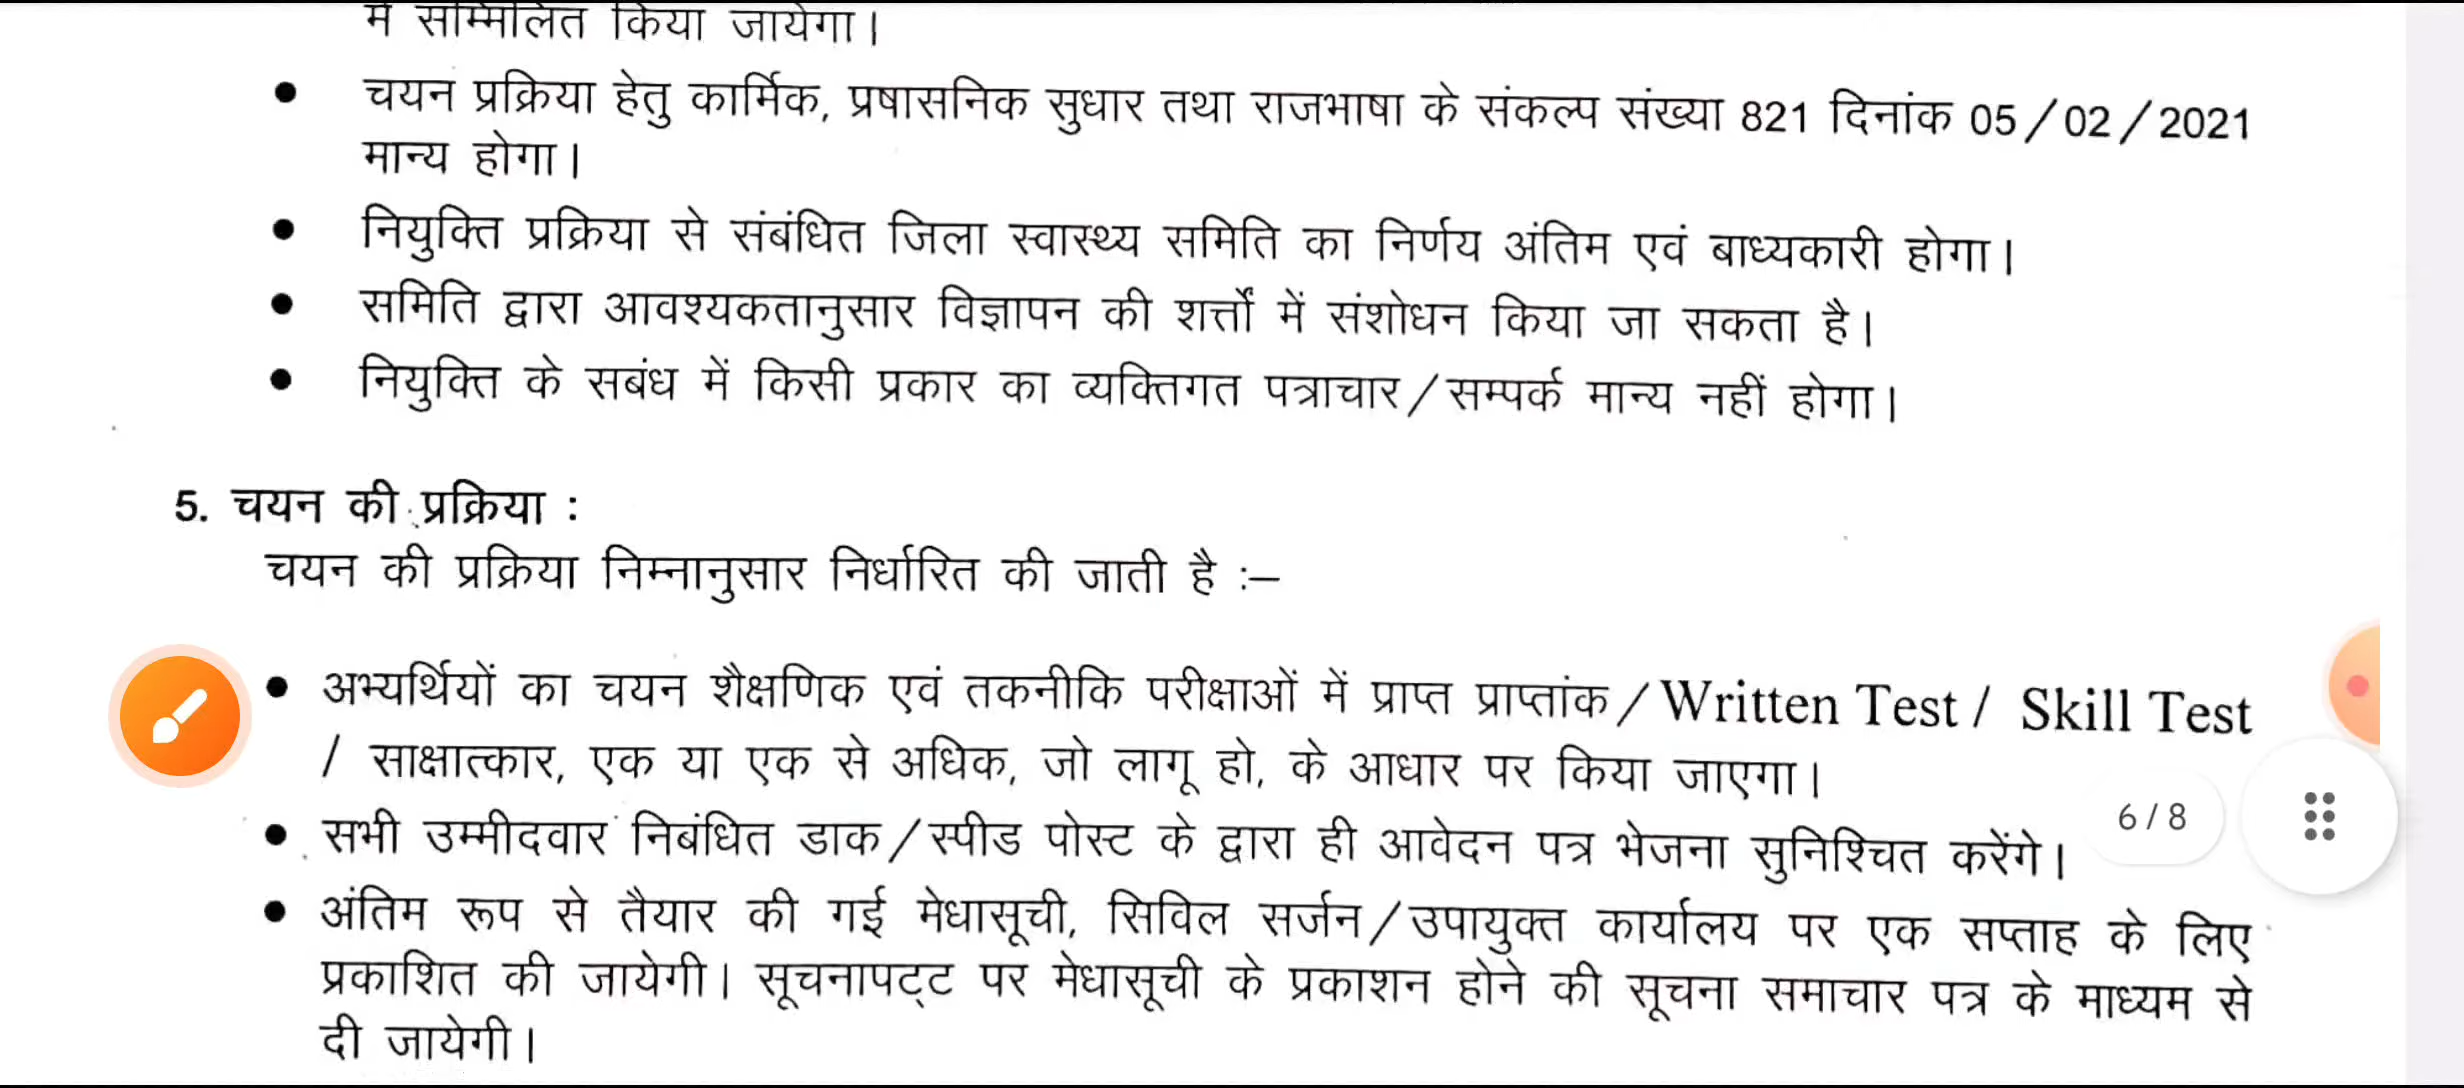 में सम्मिलित किया जायेगा।
• चयन प्रक्रिया हेतु कार्मिक, प्रषासनिक सुधार तथा राजभाषा के संकल्प संख्या 821 दिनांक 05/02/2021
मान्य होगा।
• नियुक्ति प्रक्रिया से संबंधित जिला स्वास्थ्य समिति का निर्णय अंतिम एवं बाध्यकारी होगा।
• समिति द्वारा आवश्यकतानुसार विज्ञापन की शर्त्तों में संशोधन किया जा सकता है।
• नियुक्ति के सबंध में किसी प्रकार का व्यक्तिगत पत्राचार/सम्पर्क मान्य नहीं होगा।
5. चयन की प्रक्रिया :
चयन की प्रक्रिया निम्नानुसार निर्धारित की जाती है :–
• अभ्यर्थियों का चयन शैक्षणिक एवं तकनीकि परीक्षाओं में प्राप्त प्राप्तांक/Written Test / Skill Test
/ साक्षात्कार, एक या एक से अधिक, जो लागू हो, के आधार पर किया जाएगा।
• सभी उम्मीदवार निबंधित डाक/स्पीड पोस्ट के द्वारा ही आवेदन पत्र भेजना सुनिश्चित करेंगे।
6/8
• अंतिम रूप से तैयार की गई मेधासूची, सिविल सर्जन/उपायुक्त कार्यालय पर एक सप्ताह के लिए
प्रकाशित की जायेगी। सूचनापट्ट पर मेधासूची के प्रकाशन होने की सूचना समाचार पत्र के माध्यम से
दी जायेगी।